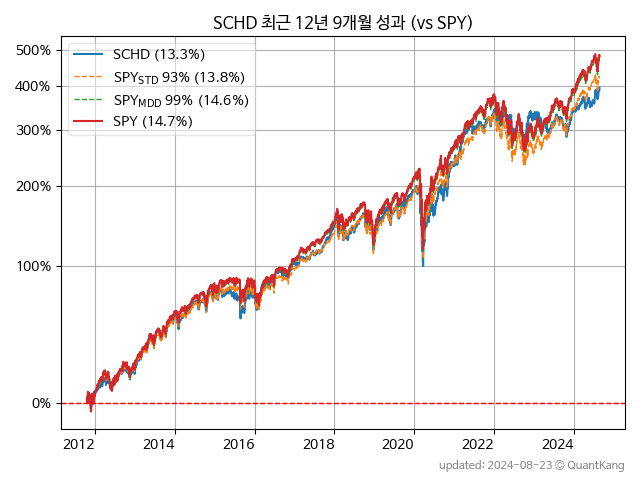 SCHD 최근 12년 9개월 성과 (vs SPY)
SCHD (13.3%)
SPY_STD 93% (13.8%)
SPY_MDD 99% (14.6%)
SPY (14.7%)
500%
400%
300%
200%
100%
0%
2012 2014 2016 2018 2020 2022 2024
updated: 2024-08-23 © QuantKang